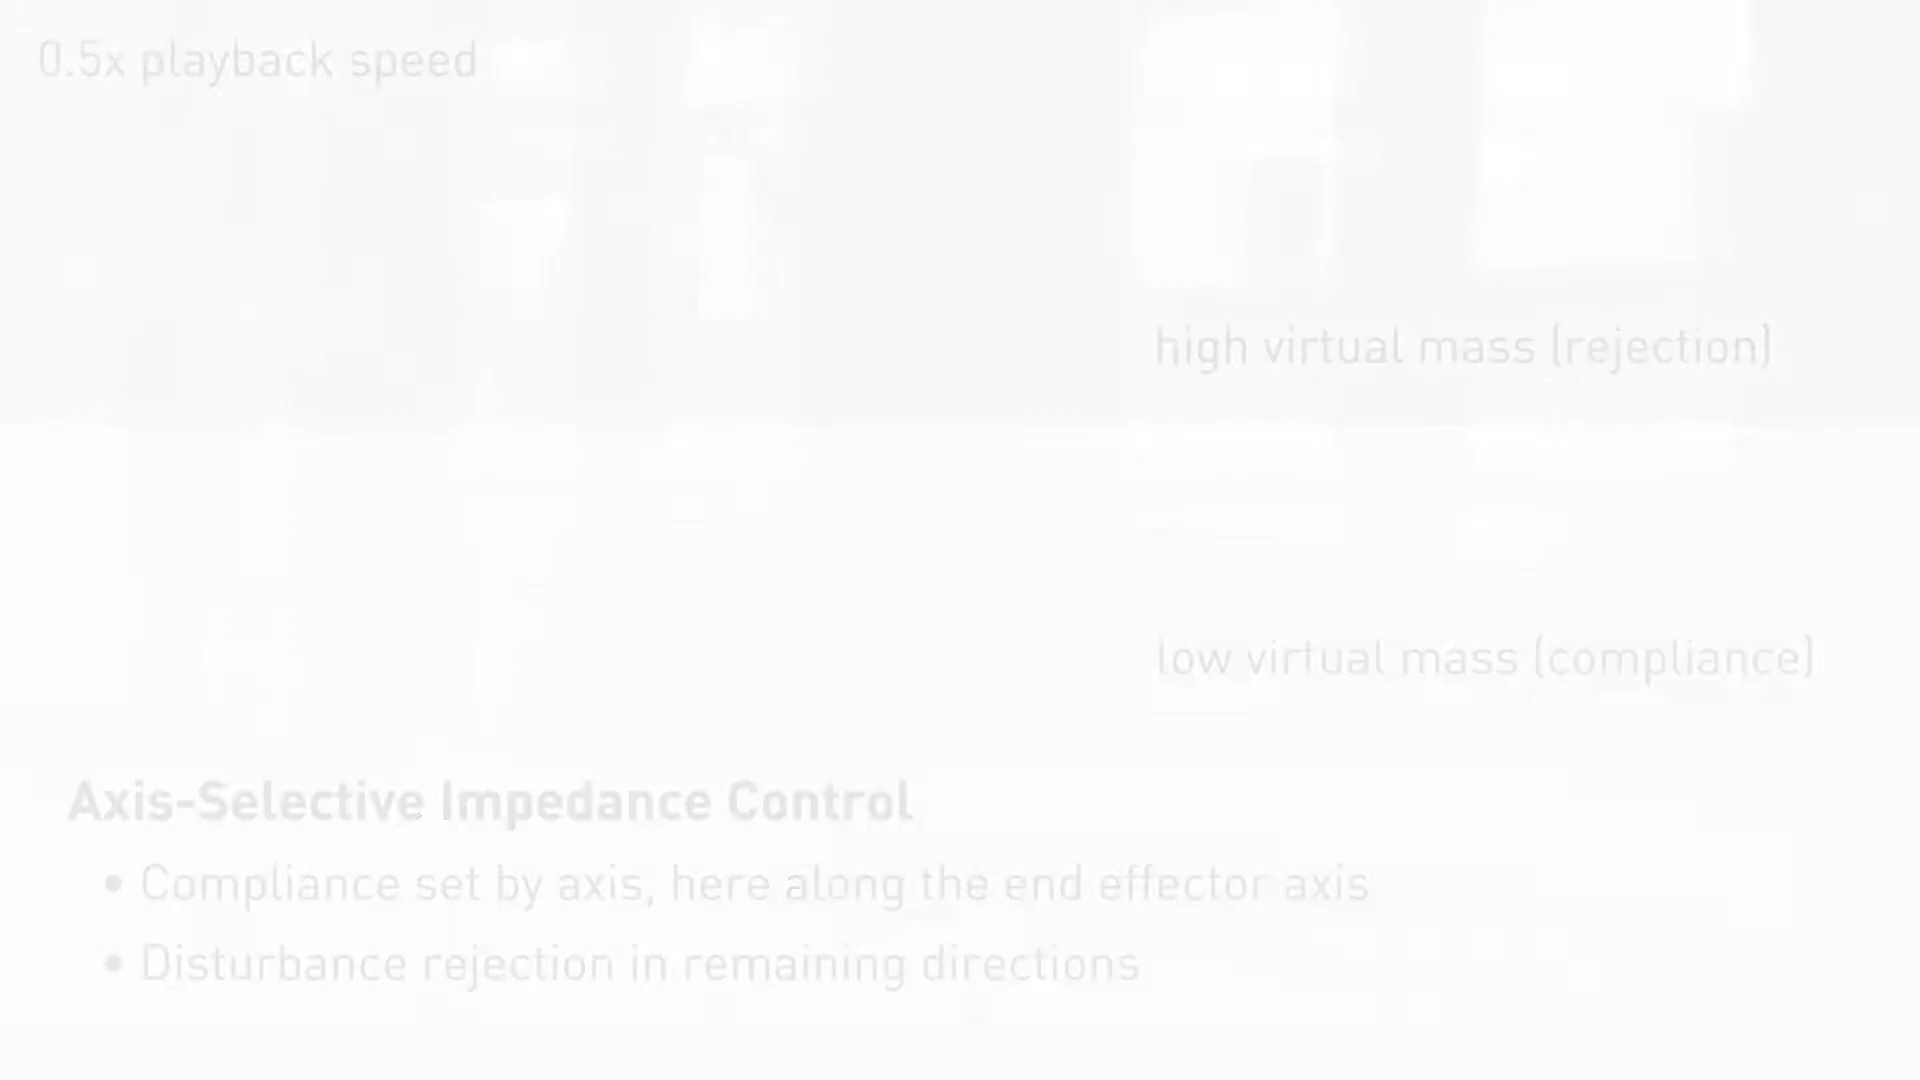 0.5x playback speed
high virtual mass (rejection)
low virtual mass (compliance)
Axis-Selective Impedance Control
• Compliance set by axis, here along the end effector axis
• Disturbance rejection in remaining directions